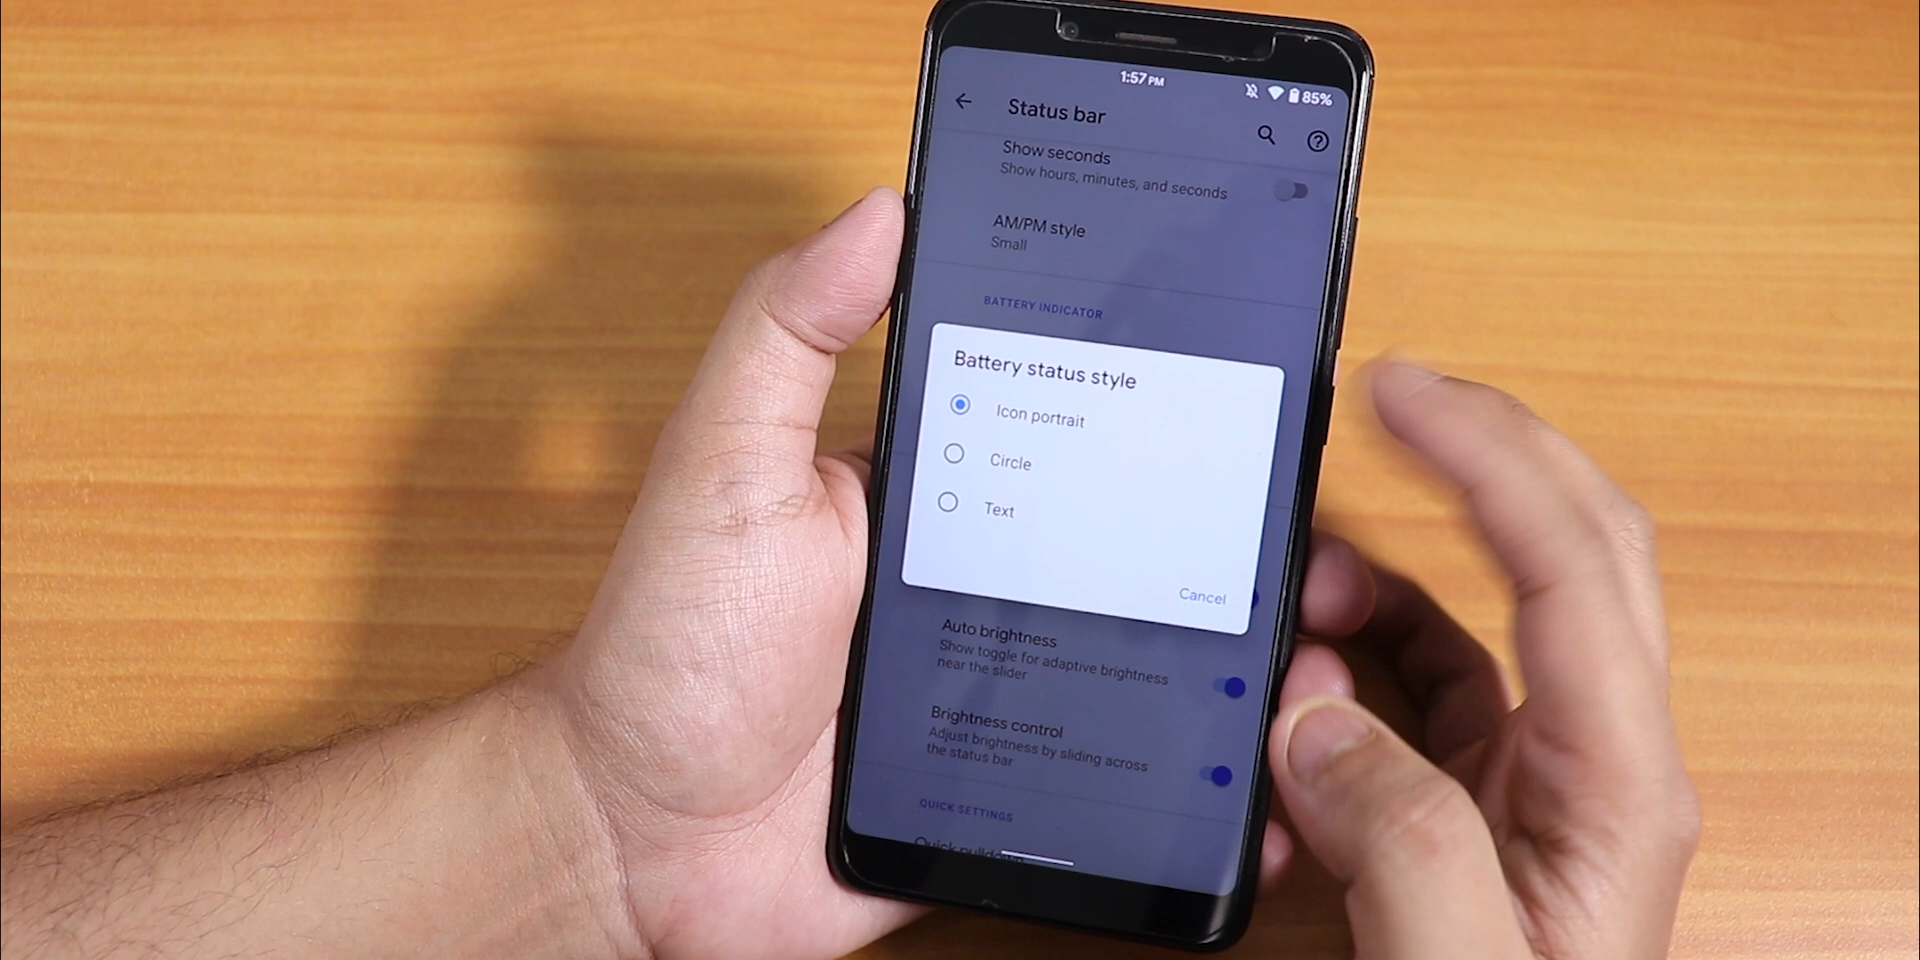 1:57 PM
85%
Status bar
Show seconds
Show hours, minutes, and seconds
AM/PM style
Small
BATTERY INDICATOR
Battery status style
Icon portrait
Circle
Text
Cancel
Auto brightness
Show toggle for adaptive brightness
near the slider
Brightness control
Adjust brightness by sliding across
the status bar
QUICK SETTINGS
Quick